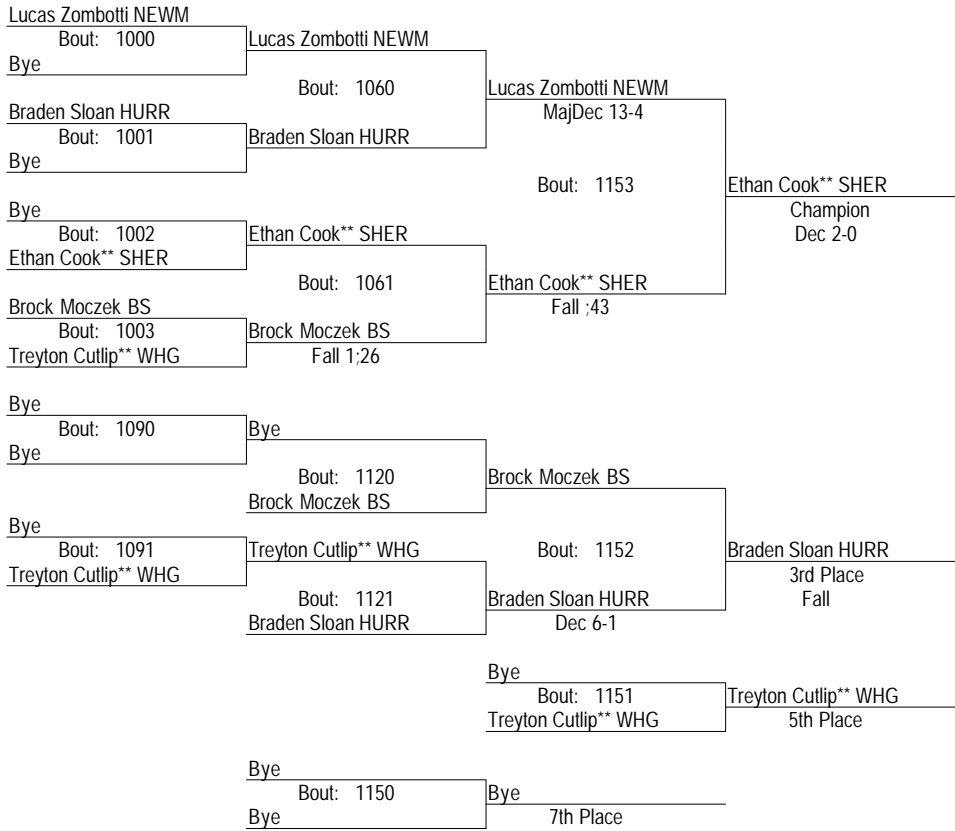 Lucas Zombotti NEWM
Bout: 1000
Lucas Zombotti NEWM
Bye
Bout: 1060
Lucas Zombotti NEWM
MajDec 13-4
Braden Sloan HURR
Bout: 1001
Braden Sloan HURR
Bye
Bout: 1153
Ethan Cook** SHER
Champion
Dec 2-0
Bye
Bout: 1002
Ethan Cook** SHER
Ethan Cook** SHER
Bout: 1061
Ethan Cook** SHER
Fall ;43
Brock Moczek BS
Bout: 1003
Brock Moczek BS
Treyton Cutlip** WHG
Fall 1;26
Bye
Bout: 1090
Bye
Bye
Bout: 1120
Brock Moczek BS
Brock Moczek BS
Bye
Bout: 1091
Treyton Cutlip** WHG
Treyton Cutlip** WHG
Bout: 1152
Braden Sloan HURR
3rd Place
Fall
Bout: 1121
Braden Sloan HURR
Braden Sloan HURR
Dec 6-1
Bye
Bout: 1151
Treyton Cutlip** WHG
Treyton Cutlip** WHG
5th Place
Bye
Bout: 1150
Bye
Bye
7th Place